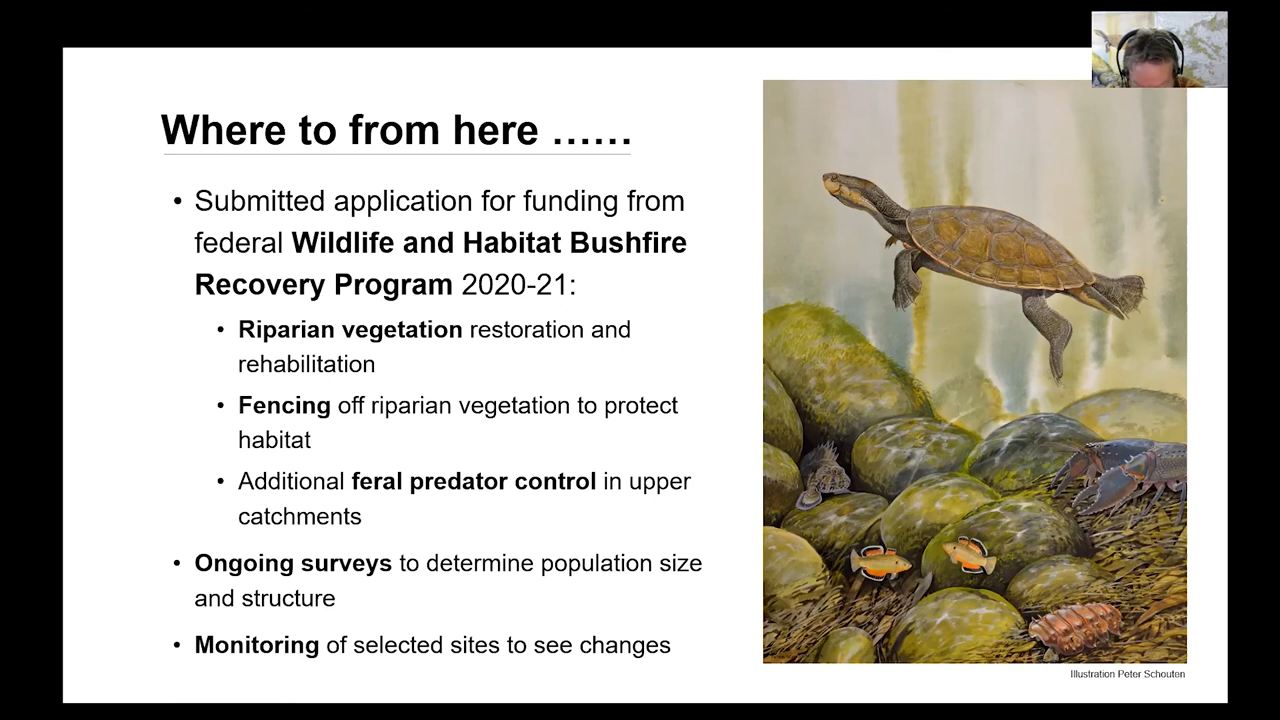 Where to from here ......
• Submitted application for funding from
federal Wildlife and Habitat Bushfire
Recovery Program 2020-21:
• Riparian vegetation restoration and
rehabilitation
• Fencing off riparian vegetation to protect
habitat
• Additional feral predator control in upper
catchments
• Ongoing surveys to determine population size
and structure
• Monitoring of selected sites to see changes
Illustration Peter Schouten